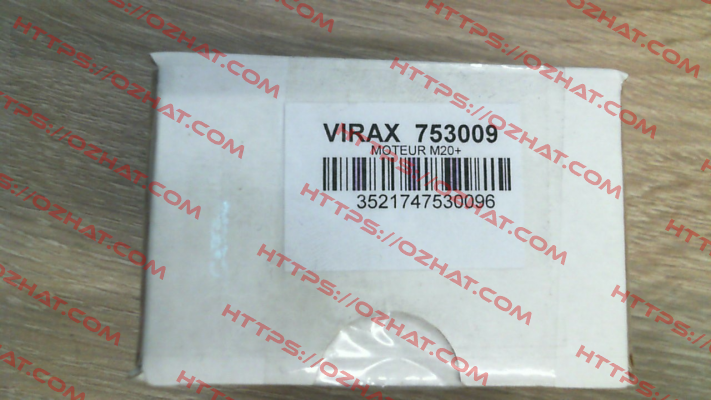 VIRAX 753009
MOTEUR M20+
3521747530096
HTTPS://OZHAT.COM